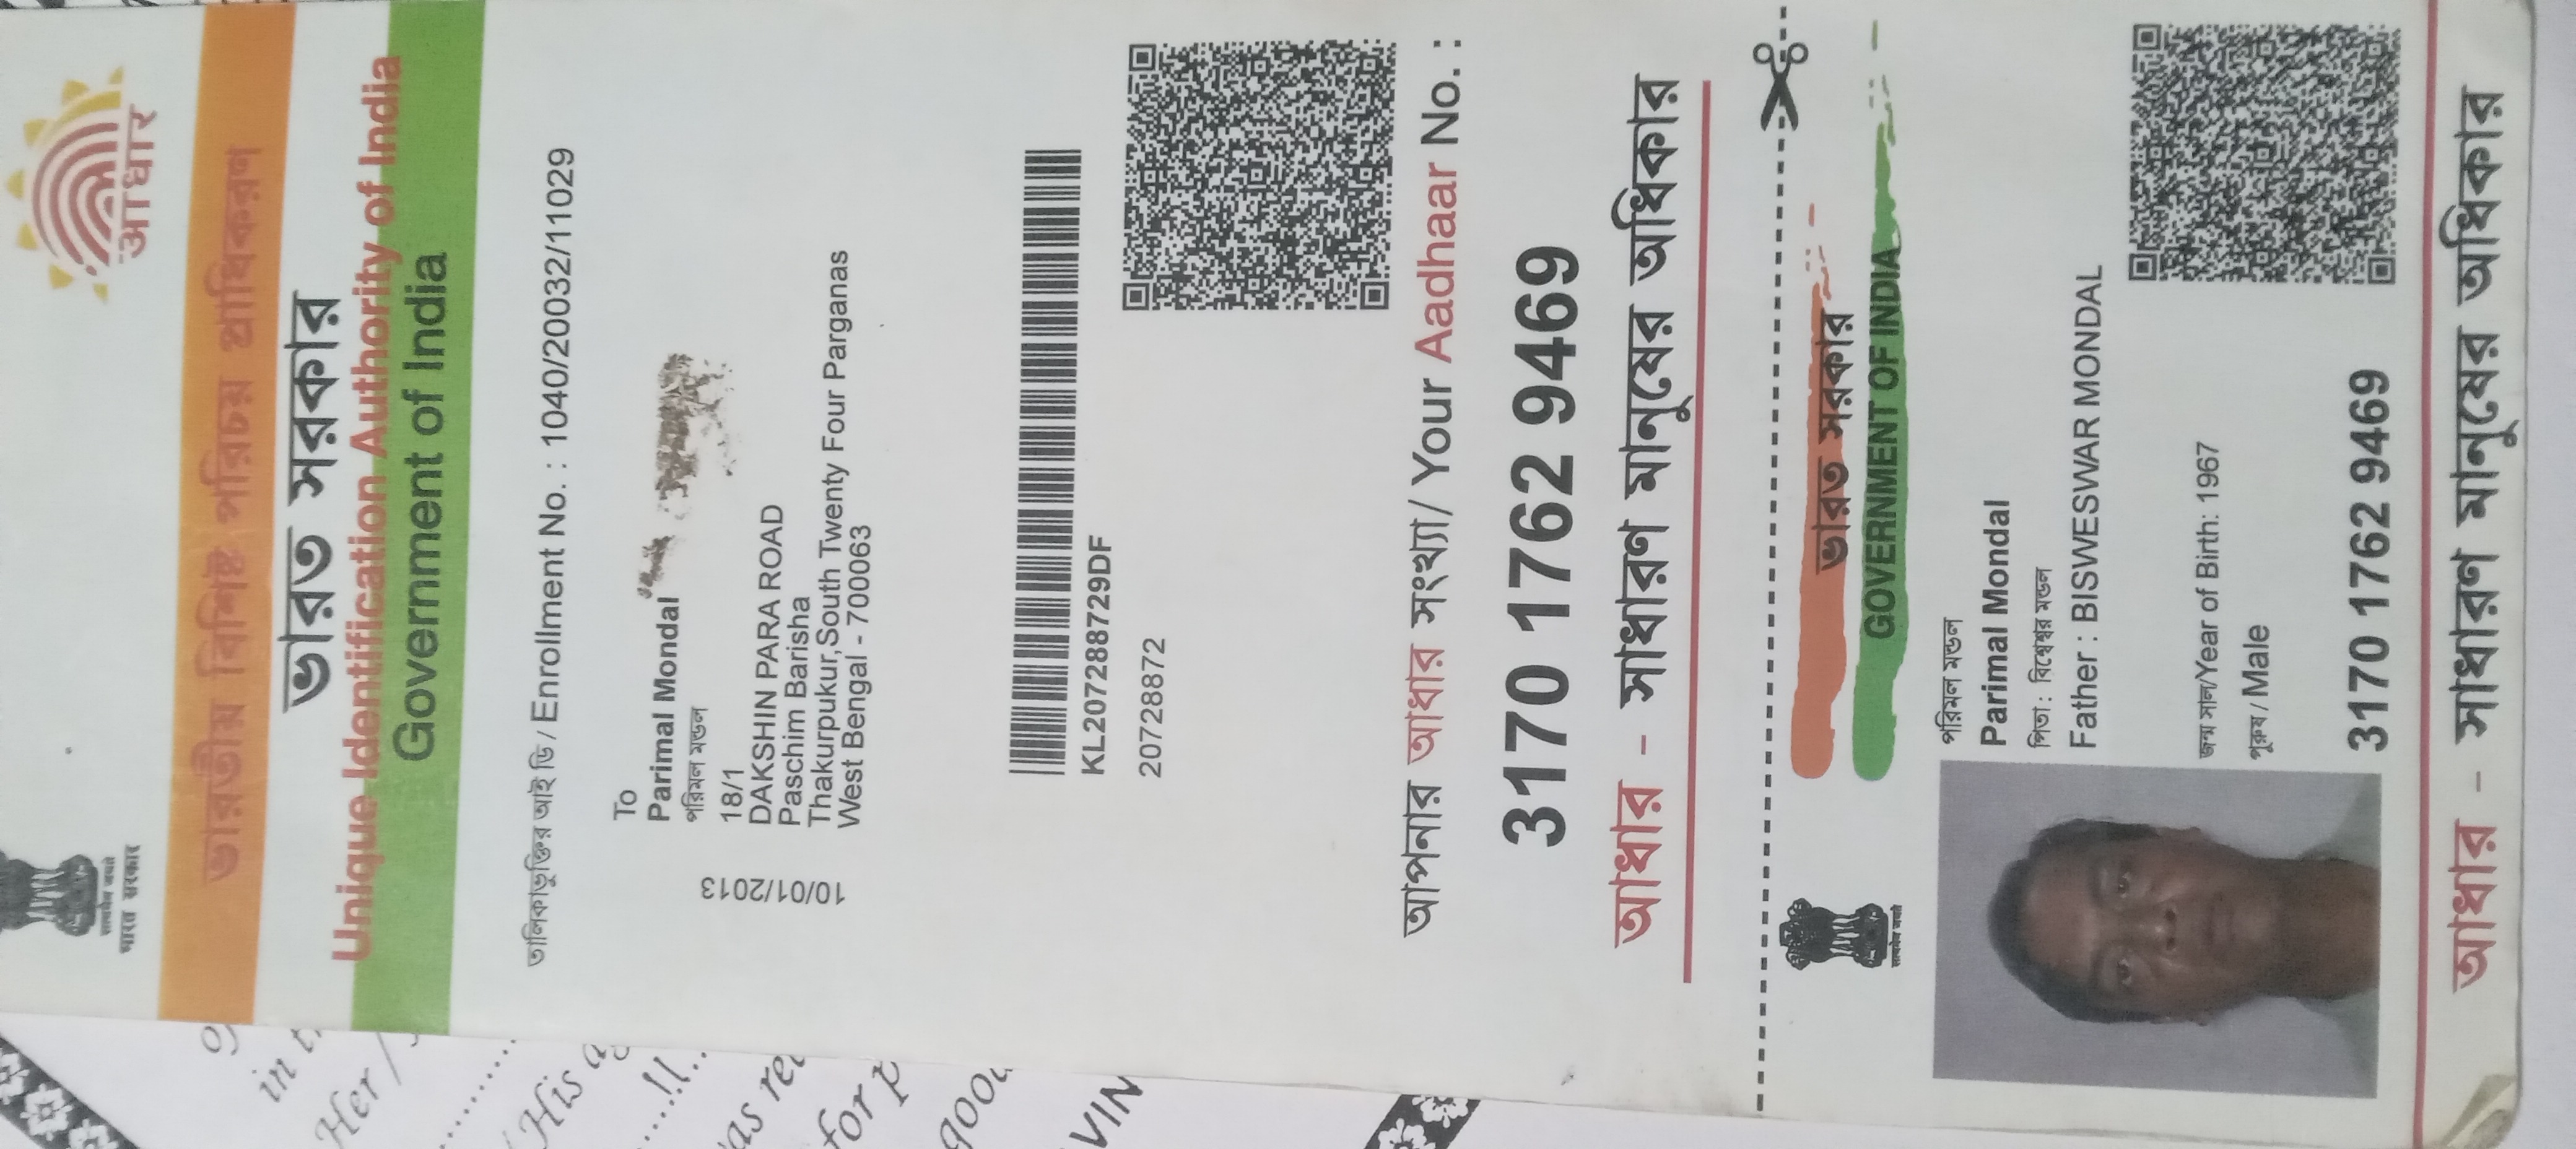 सत्यमेव जयते
भारत सरकार
आधार
ভারতীয় বিশিষ্ট পরিচয় প্রাধিকরণ
ভারত সরকার
Unique Identification Authority of India
Government of India
তালিকাভুক্তির আই ডি / Enrollment No. : 1040/20032/11029
To
Parimal Mondal
পরিমল মন্ডল
18/1
DAKSHIN PARA ROAD
Paschim Barisha
Thakurpukur,South Twenty Four Parganas
West Bengal - 700063
10/01/2013
KL207288729DF
20728872
আপনার আধার সংখ্যা/ Your Aadhaar No. :
3170 1762 9469
আধার - সাধারণ মানুষের অধিকার
सत्यमेव जयते
ভারত সরকার
GOVERNMENT OF INDIA
পরিমল মন্ডল
Parimal Mondal
পিতা : বিশ্বেশ্বর মন্ডল
Father : BISWESWAR MONDAL
জন্ম সাল/Year of Birth: 1967
পুরুষ / Male
3170 1762 9469
আধার - সাধারণ মানুষের অধিকার
in
Her /
His
for
VIN